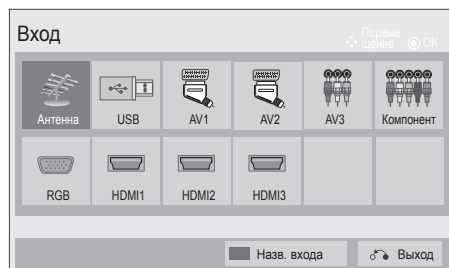 Вход
Переме
щение
OK
Антенна
USB
AV1
AV2
AV3
Компонент
RGB
HDMI1
HDMI2
HDMI3
Назв. входа
Выход